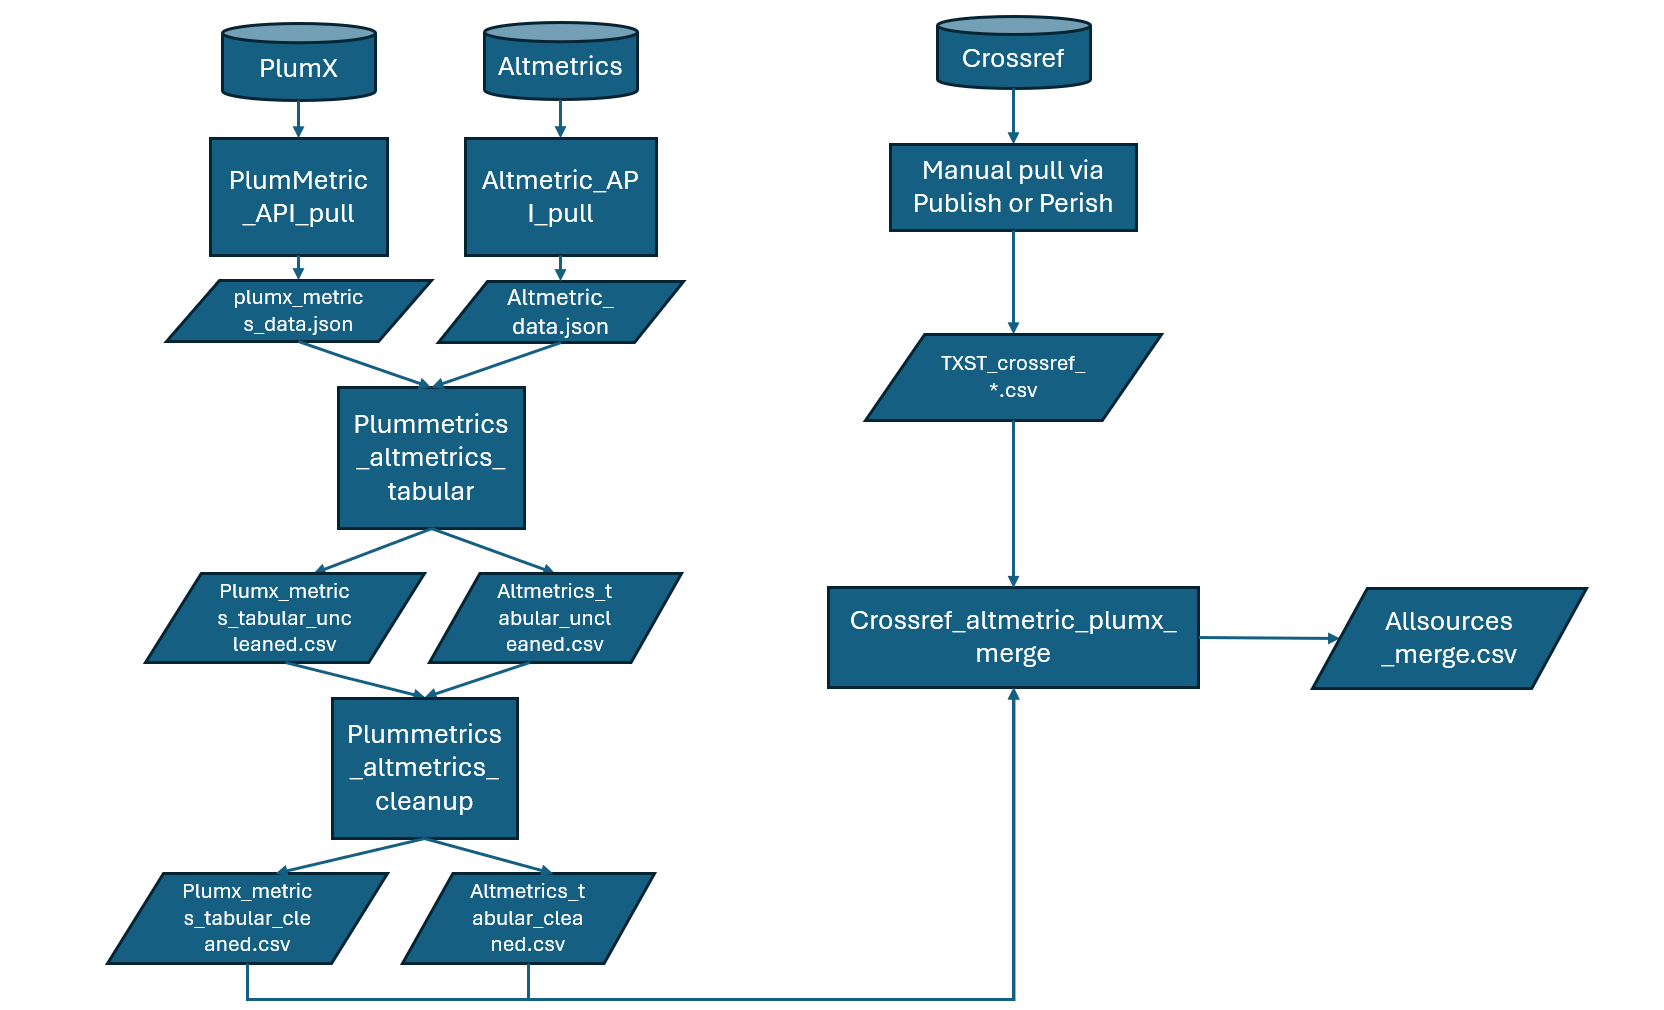 PlumX
Altmetrics
Crossref
PlumMetric
_API_pull
Altmetric_AP
I_pull
Manual pull via
Publish or Perish
plumx_metric
s_data.json
Altmetric_
data.json
TXST_crossref_
*.csv
Plummetrics
_altmetrics_
tabular
Plumx_metric
s_tabular_unc
leaned.csv
Altmetrics_t
abular_uncl
eaned.csv
Crossref_altmetric_plumx_
merge
Allsources
_merge.csv
Plummetrics
_altmetrics_
cleanup
Plumx_metric
s_tabular_cle
aned.csv
Altmetrics_t
abular_clea
ned.csv